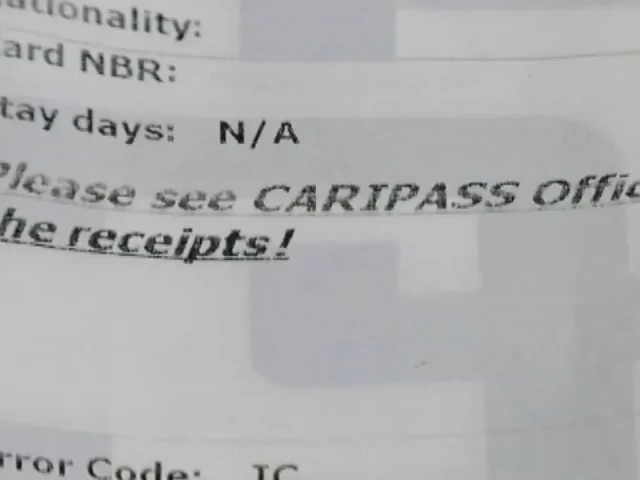 ationality:
ard NBR:
tay days: N/A
Please see CARIPASS Offic
he receipts!
rror Code: IC